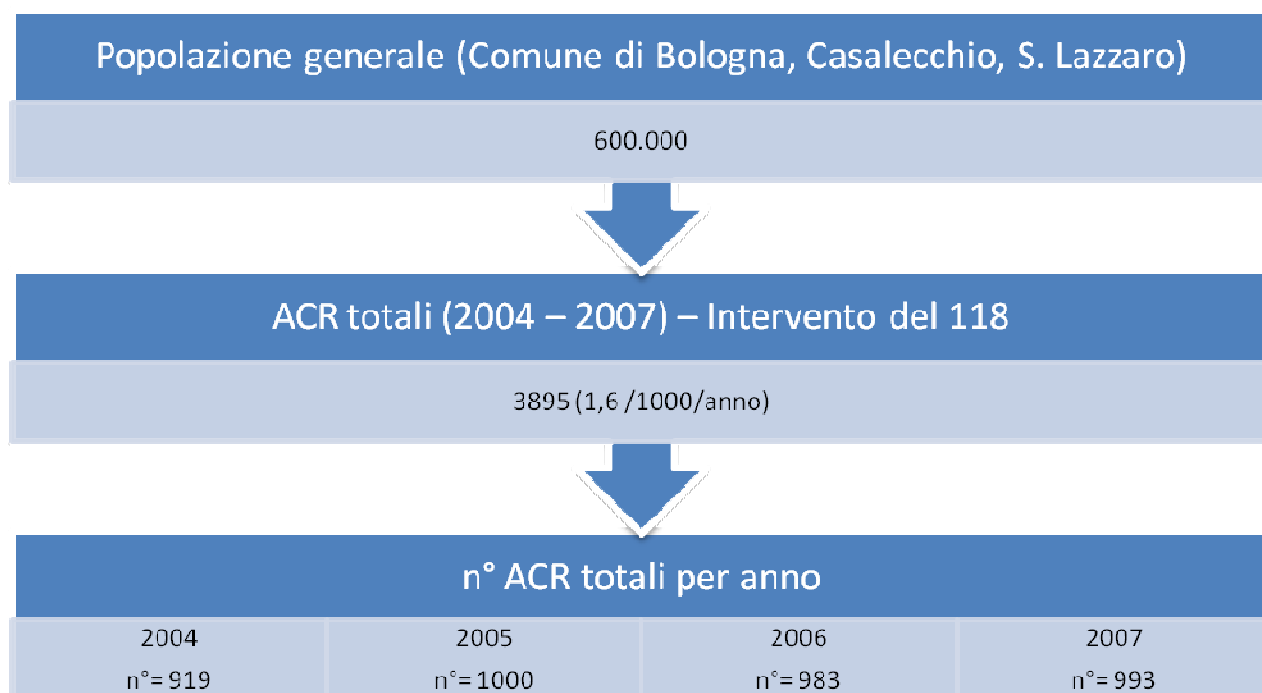 Popolazione generale (Comune di Bologna, Casalecchio, S. Lazzaro)
600.000
ACR totali (2004 – 2007) – Intervento del 118
3895 (1,6 /1000/anno)
n° ACR totali per anno
2004 2005 2006 2007
n°= 919 n°= 1000 n°= 983 n°= 993